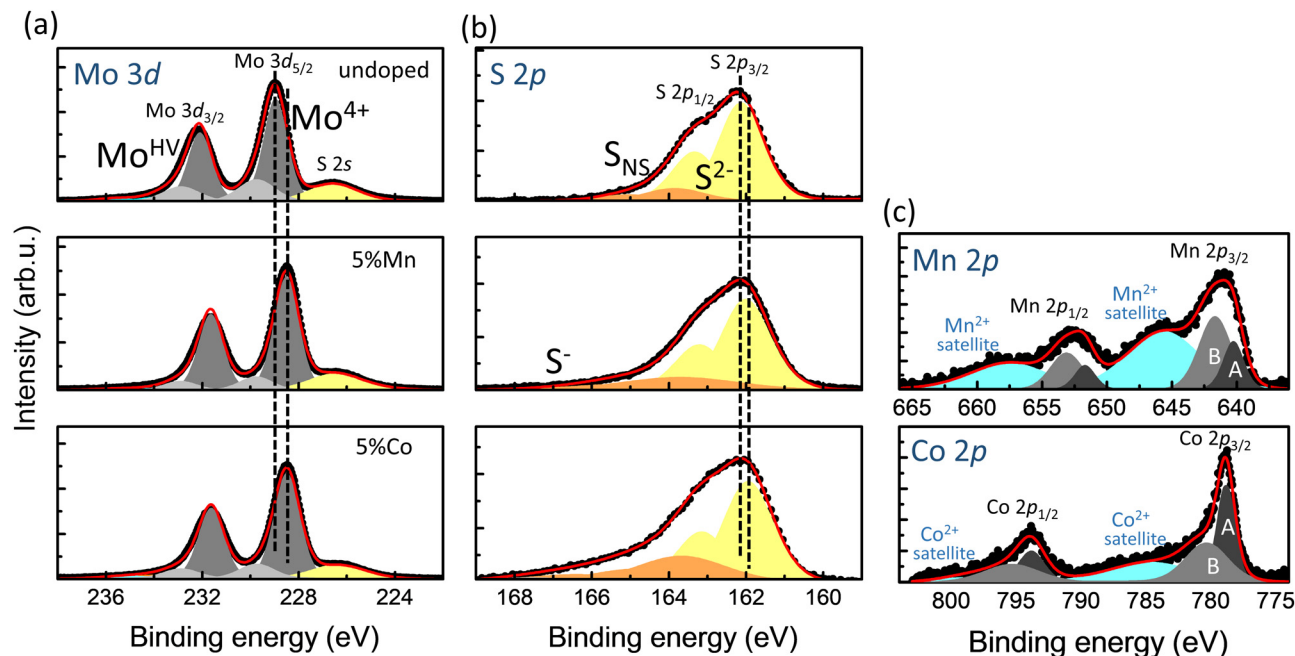 (a)
Mo 3d
Mo 3d5/2
undoped
Mo 3d3/2
Mo4+
MoHV
S 2s
5%Mn
5%Co
236 232 228 224
Binding energy (eV)
Intensity (arb.u.)
(b)
S 2p
S 2p3/2
S 2p1/2
SNS
S2-
S-
168 166 164 162 160
Binding energy (eV)
(c)
Mn 2p
Mn 2p3/2
Mn2+
satellite
Mn 2p1/2
Mn2+
satellite
B
A
665 660 655 650 645 640
Co 2p
Co 2p3/2
Co 2p1/2
Co2+
satellite
Co2+
satellite
A
B
800 795 790 785 780 775
Binding energy (eV)